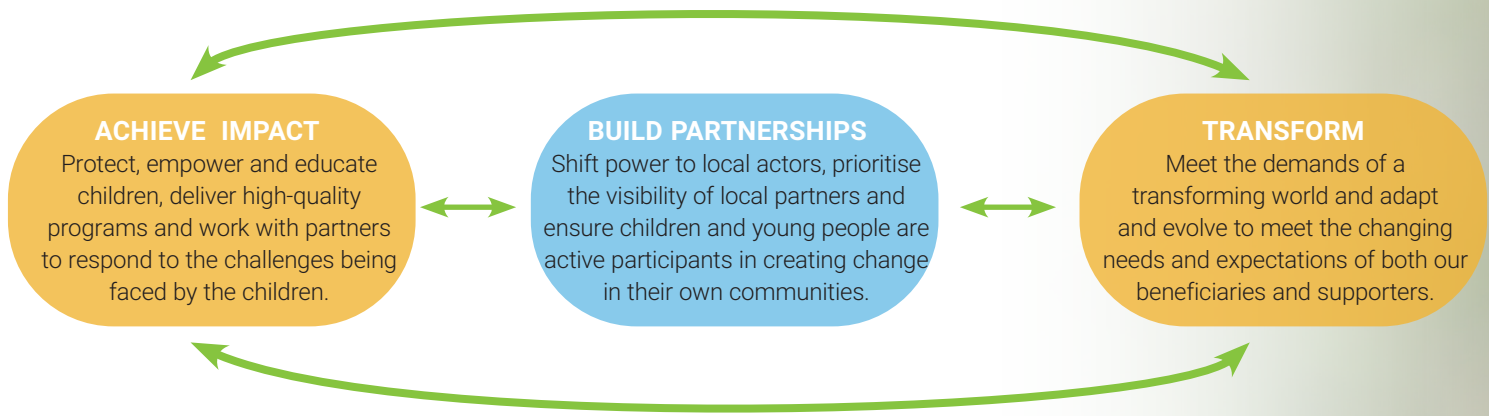 ACHIEVE IMPACT
Protect, empower and educate
children, deliver high-quality
programs and work with partners
to respond to the challenges being
faced by the children.
BUILD PARTNERSHIPS
Shift power to local actors, prioritise
the visibility of local partners and
ensure children and young people are
active participants in creating change
in their own communities.
TRANSFORM
Meet the demands of a
transforming world and adapt
and evolve to meet the changing
needs and expectations of both our
beneficiaries and supporters.